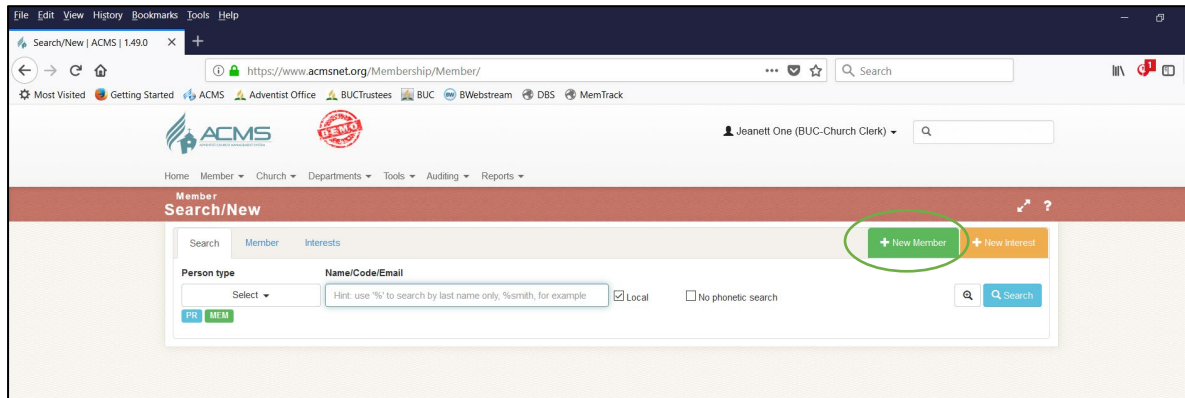 File Edit View History Bookmarks Tools Help
Search/New | ACMS | 1.49.0
https://www.acmsnet.org/Membership/Member/
Search
1
Most Visited Getting Started ACMS Adventist Office BUCTrustees BUC BWebstream DBS MemTrack
ACMS
DEMO
Jeanett One (BUC-Church Clerk)
Home Member Church Departments Tools Auditing Reports
Member
Search/New
?
Search Member Interests
+ New Member
+ New Interest
Person type Name/Code/Email
Select Hint: use '%' to search by last name only, %smith, for example Local No phonetic search Search
PR MEM